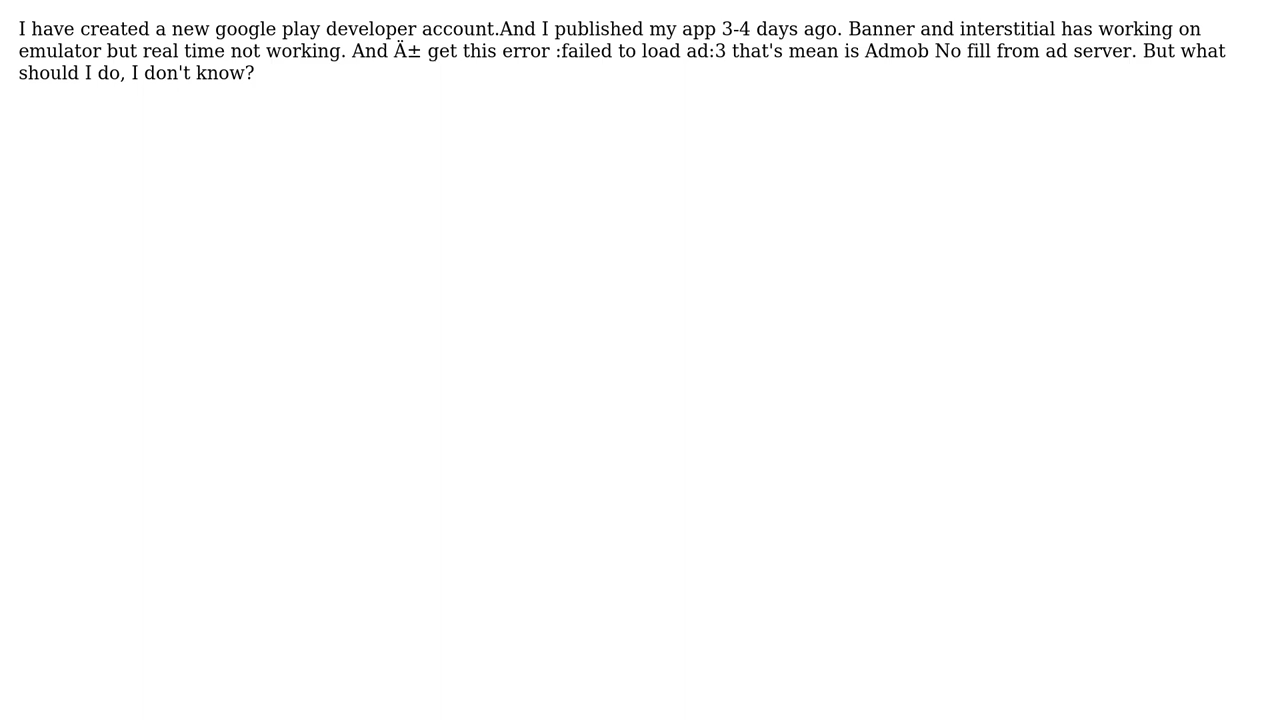 I have created a new google play developer account.And I published my app 3-4 days ago. Banner and interstitial has working on
emulator but real time not working. And Ä± get this error :failed to load ad:3 that's mean is Admob No fill from ad server. But what
should I do, I don't know?